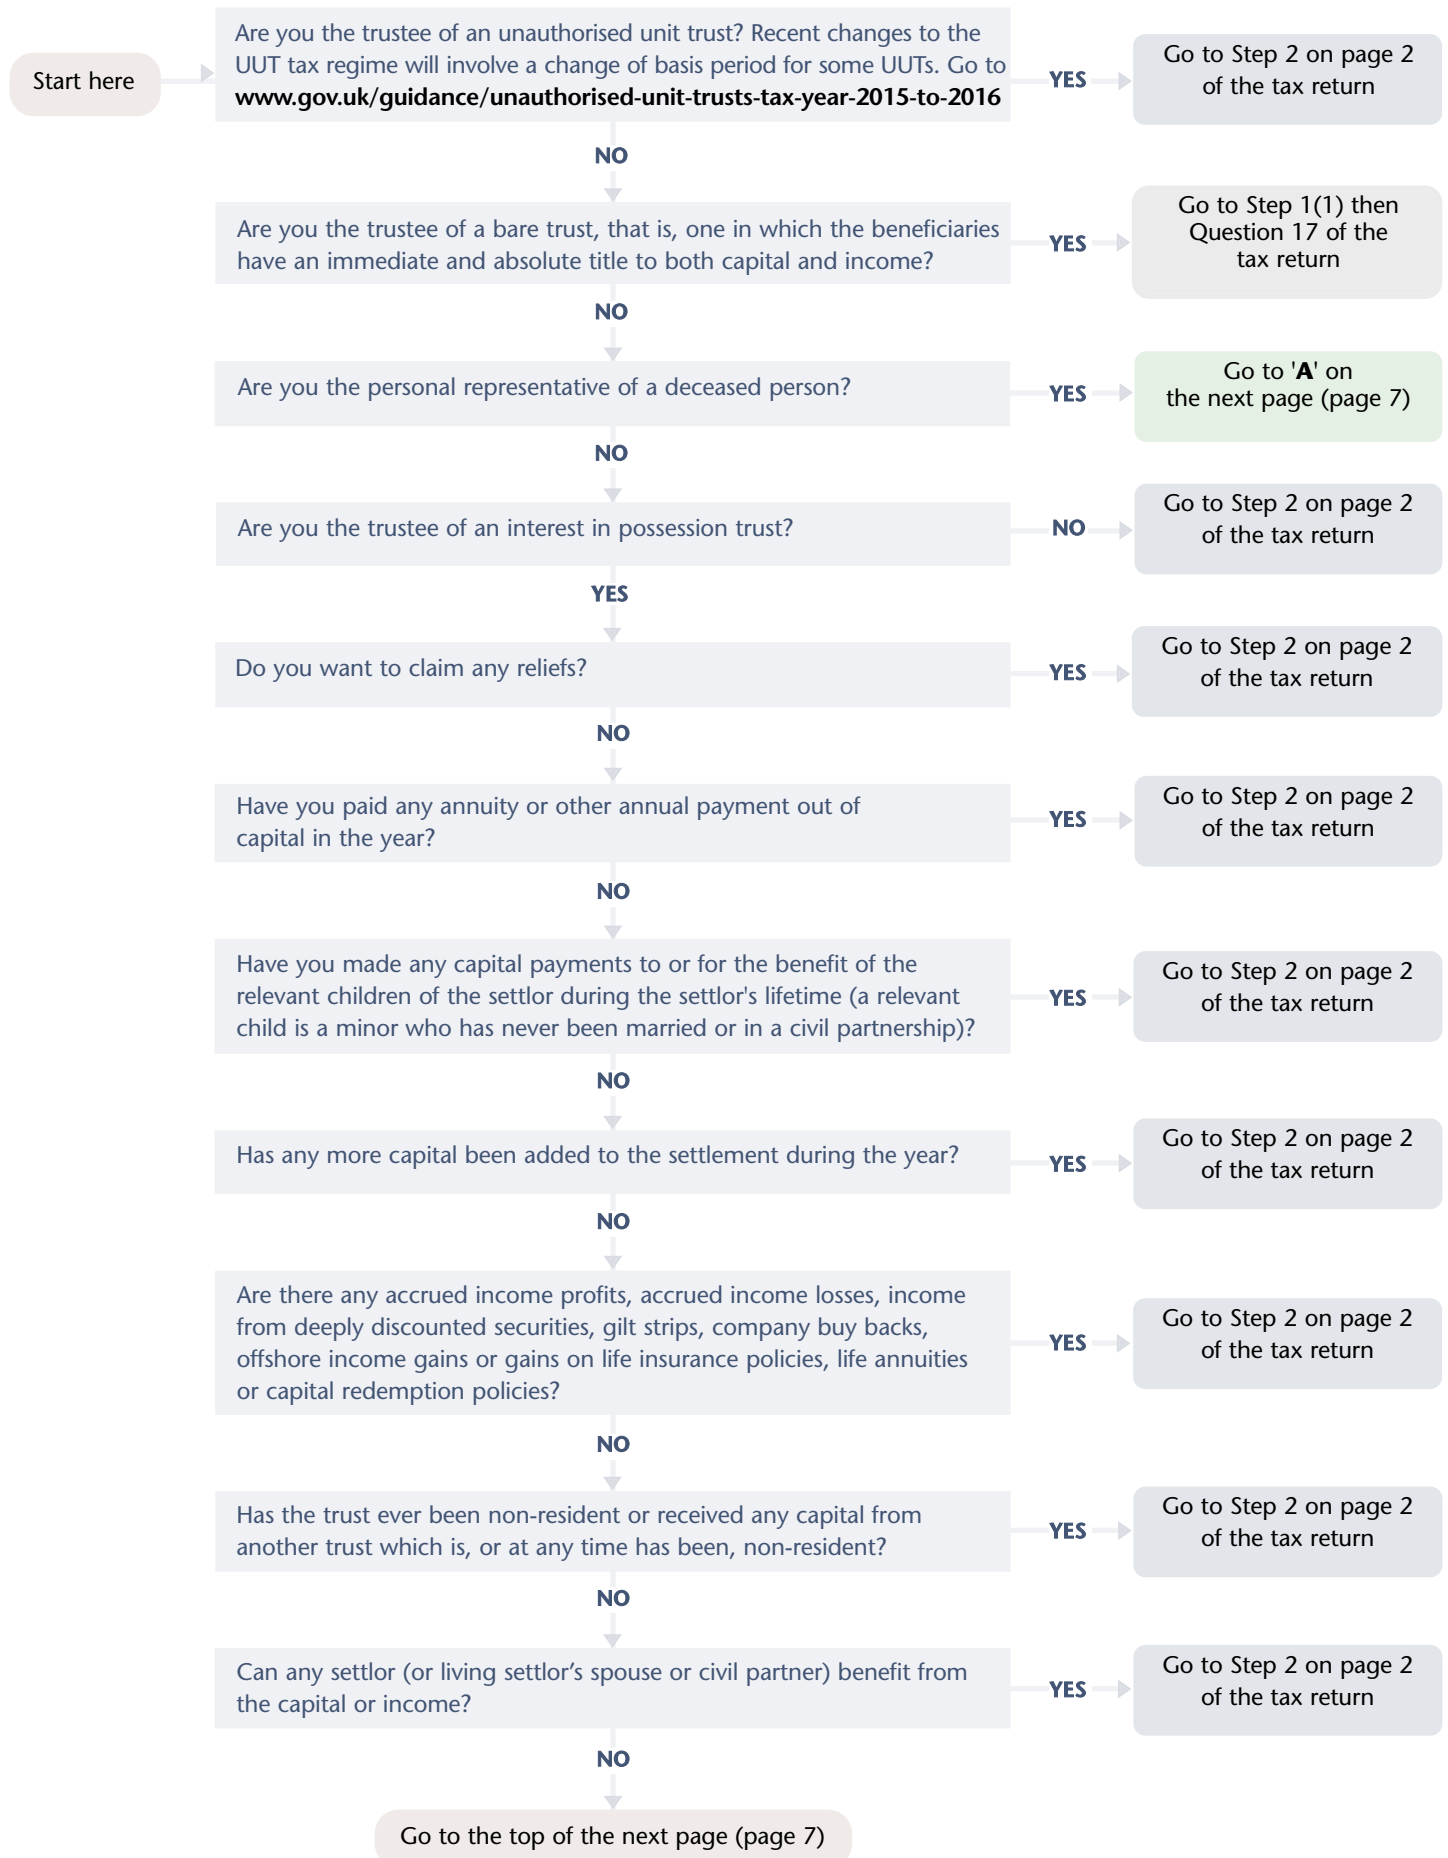 Start here
Are you the trustee of an unauthorised unit trust? Recent changes to the
UUT tax regime will involve a change of basis period for some UUTs. Go to
www.gov.uk/guidance/unauthorised-unit-trusts-tax-year-2015-to-2016
YES
Go to Step 2 on page 2
of the tax return
NO
Are you the trustee of a bare trust, that is, one in which the beneficiaries
have an immediate and absolute title to both capital and income?
YES
Go to Step 1(1) then
Question 17 of the
tax return
NO
Are you the personal representative of a deceased person?
YES
Go to 'A' on
the next page (page 7)
NO
Are you the trustee of an interest in possession trust?
NO
Go to Step 2 on page 2
of the tax return
YES
Do you want to claim any reliefs?
YES
Go to Step 2 on page 2
of the tax return
NO
Have you paid any annuity or other annual payment out of
capital in the year?
YES
Go to Step 2 on page 2
of the tax return
NO
Have you made any capital payments to or for the benefit of the
relevant children of the settlor during the settlor's lifetime (a relevant
child is a minor who has never been married or in a civil partnership)?
YES
Go to Step 2 on page 2
of the tax return
NO
Has any more capital been added to the settlement during the year?
YES
Go to Step 2 on page 2
of the tax return
NO
Are there any accrued income profits, accrued income losses, income
from deeply discounted securities, gilt strips, company buy backs,
offshore income gains or gains on life insurance policies, life annuities
or capital redemption policies?
YES
Go to Step 2 on page 2
of the tax return
NO
Has the trust ever been non-resident or received any capital from
another trust which is, or at any time has been, non-resident?
YES
Go to Step 2 on page 2
of the tax return
NO
Can any settlor (or living settlor’s spouse or civil partner) benefit from
the capital or income?
YES
Go to Step 2 on page 2
of the tax return
NO
Go to the top of the next page (page 7)